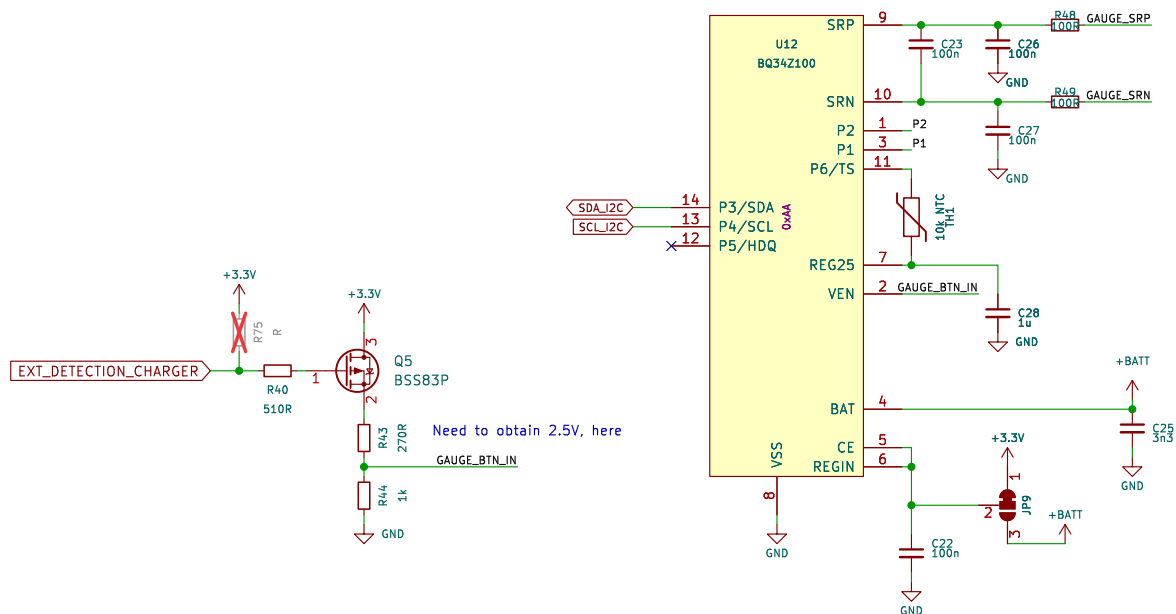 +3.3V
R75
R
EXT_DETECTION_CHARGER
R40
510R
+3.3V
3
1
2
Q5
BSS83P
R43
270R
Need to obtain 2.5V, here
GAUGE_BTN_IN
R44
1k
GND
SDA_I2C
SCL_I2C
14
13
12
P3/SDA
P4/SCL
P5/HDQ
0xAA
U12
BQ34Z100
SRP
9
SRN
10
P2
1
P2
P1
3
P1
P6/TS
11
REG25
7
VEN
2
GAUGE_BTN_IN
BAT
4
CE
5
REGIN
6
VSS
8
GND
C23
100n
C26
100n
GND
R48
100R
GAUGE_SRP
R49
100R
GAUGE_SRN
C27
100n
GND
10k NTC
TH1
C28
1u
GND
+BATT
C25
3n3
GND
+3.3V
1
2
3
JP9
+BATT
C22
100n
GND